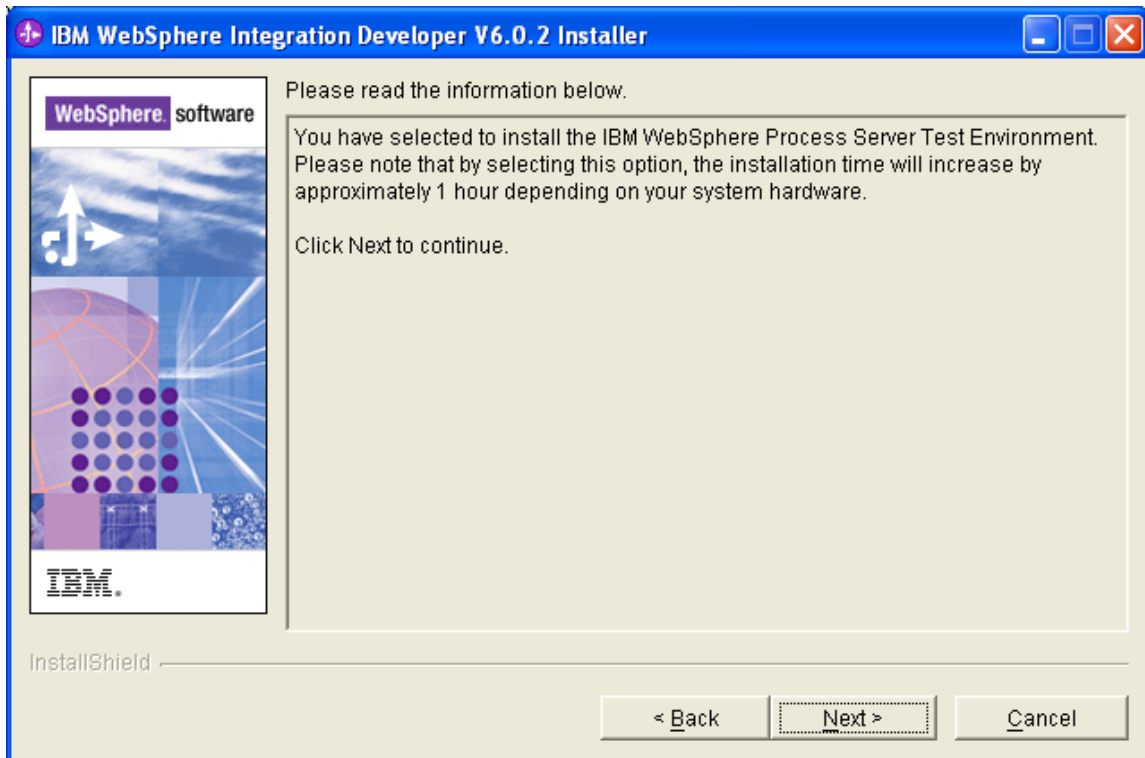 IBM WebSphere Integration Developer V6.0.2 Installer
WebSphere. software
Please read the information below.
You have selected to install the IBM WebSphere Process Server Test Environment.
Please note that by selecting this option, the installation time will increase by
approximately 1 hour depending on your system hardware.
Click Next to continue.
IBM.
InstallShield
< Back
Next >
Cancel